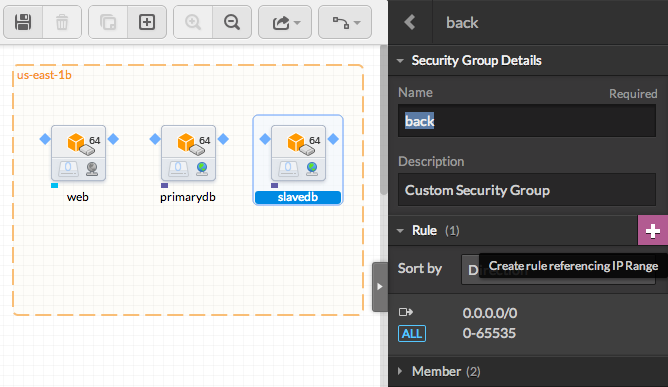 back
Security Group Details
us-east-1b
Name
Required
back
64
64
64
web
primarydb
slavedb
Description
Custom Security Group
Rule (1)
+
Sort by
Create rule referencing IP Range
0.0.0.0/0
ALL
0-65535
Member (2)